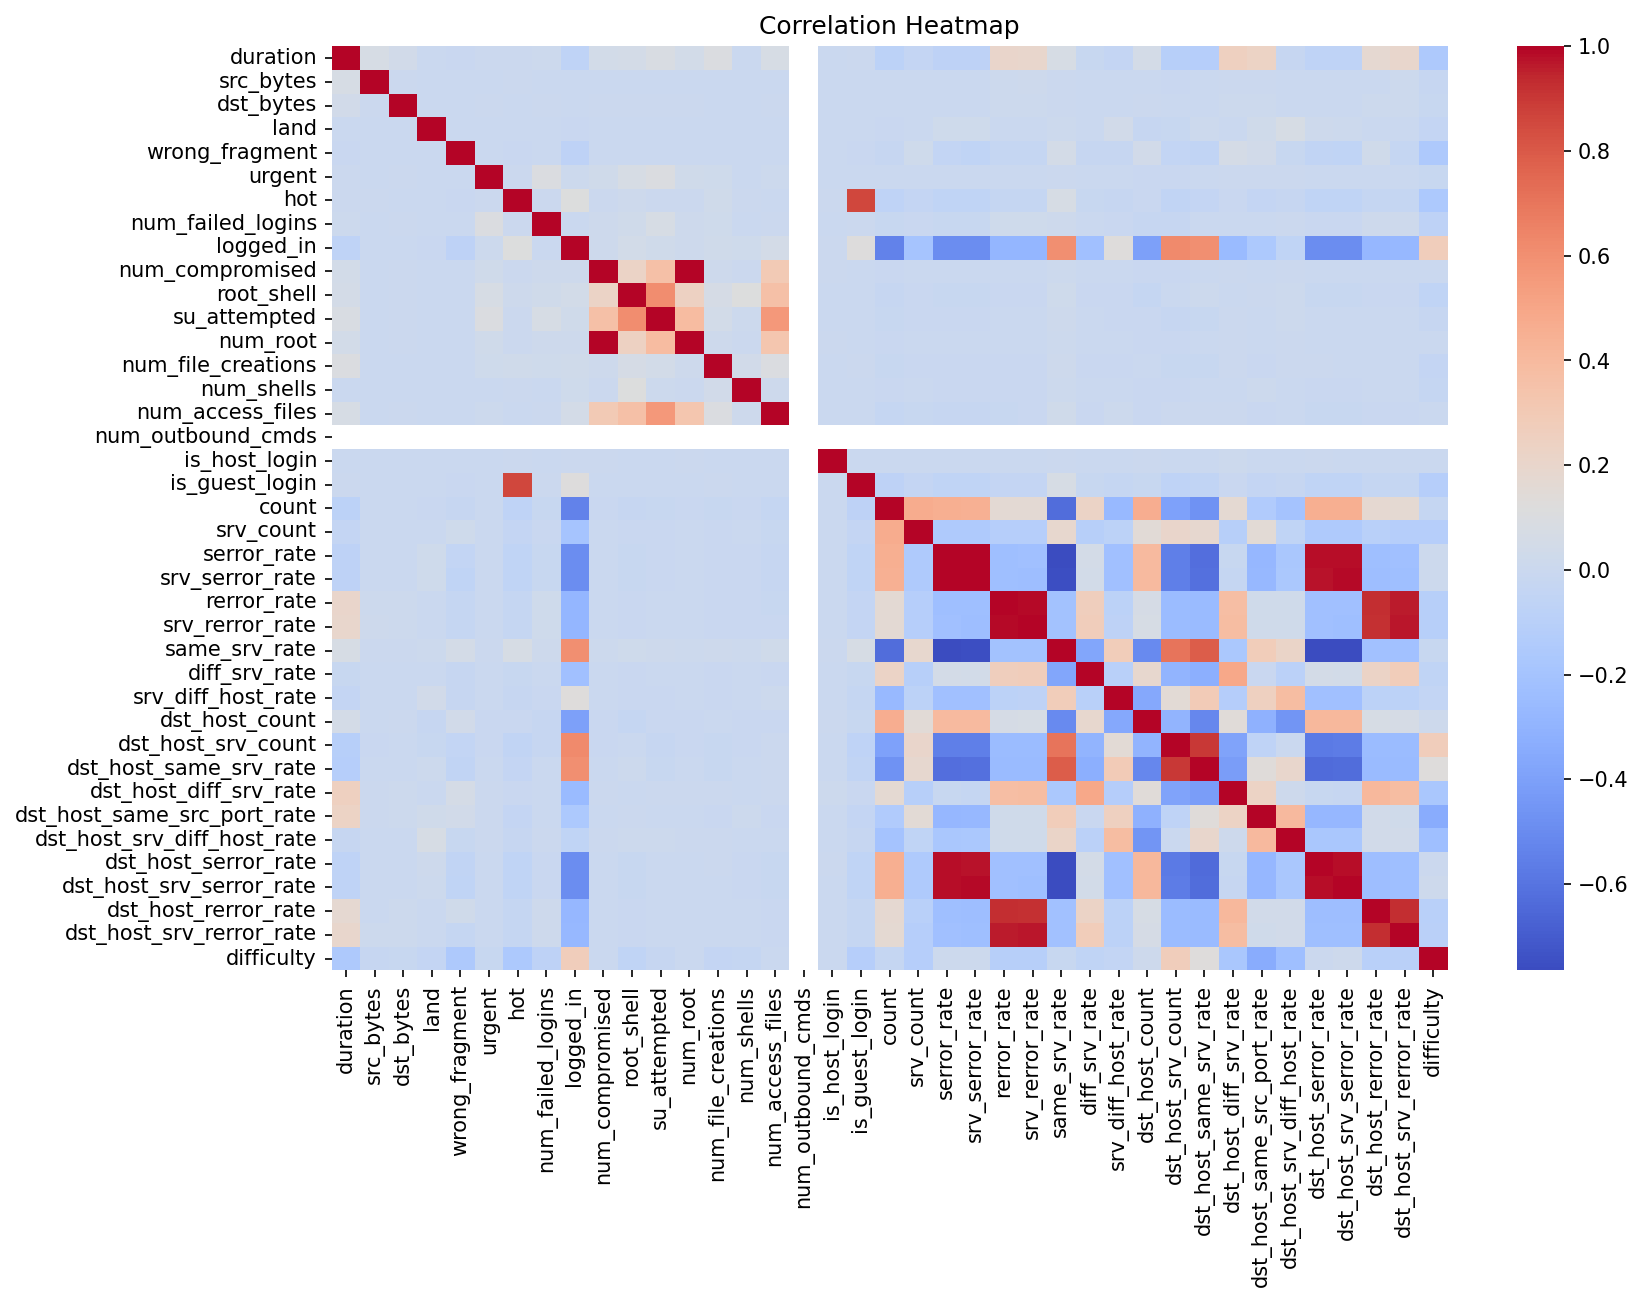 Correlation Heatmap
duration
src_bytes
dst_bytes
land
wrong_fragment
urgent
hot
num_failed_logins
logged_in
num_compromised
root_shell
su_attempted
num_root
num_file_creations
num_shells
num_access_files
num_outbound_cmds
is_host_login
is_guest_login
count
srv_count
serror_rate
srv_serror_rate
rerror_rate
srv_rerror_rate
same_srv_rate
diff_srv_rate
srv_diff_host_rate
dst_host_count
dst_host_srv_count
dst_host_same_srv_rate
dst_host_diff_srv_rate
dst_host_same_src_port_rate
dst_host_srv_diff_host_rate
dst_host_serror_rate
dst_host_srv_serror_rate
dst_host_rerror_rate
dst_host_srv_rerror_rate
difficulty
duration
src_bytes
dst_bytes
land
wrong_fragment
urgent
hot
num_failed_logins
logged_in
num_compromised
root_shell
su_attempted
num_root
num_file_creations
num_shells
num_access_files
num_outbound_cmds
is_host_login
is_guest_login
count
srv_count
serror_rate
srv_serror_rate
rerror_rate
srv_rerror_rate
same_srv_rate
diff_srv_rate
srv_diff_host_rate
dst_host_count
dst_host_srv_count
dst_host_same_srv_rate
dst_host_diff_srv_rate
dst_host_same_src_port_rate
dst_host_srv_diff_host_rate
dst_host_serror_rate
dst_host_srv_serror_rate
dst_host_rerror_rate
dst_host_srv_rerror_rate
difficulty
1.0
0.8
0.6
0.4
0.2
0.0
−0.2
−0.4
−0.6